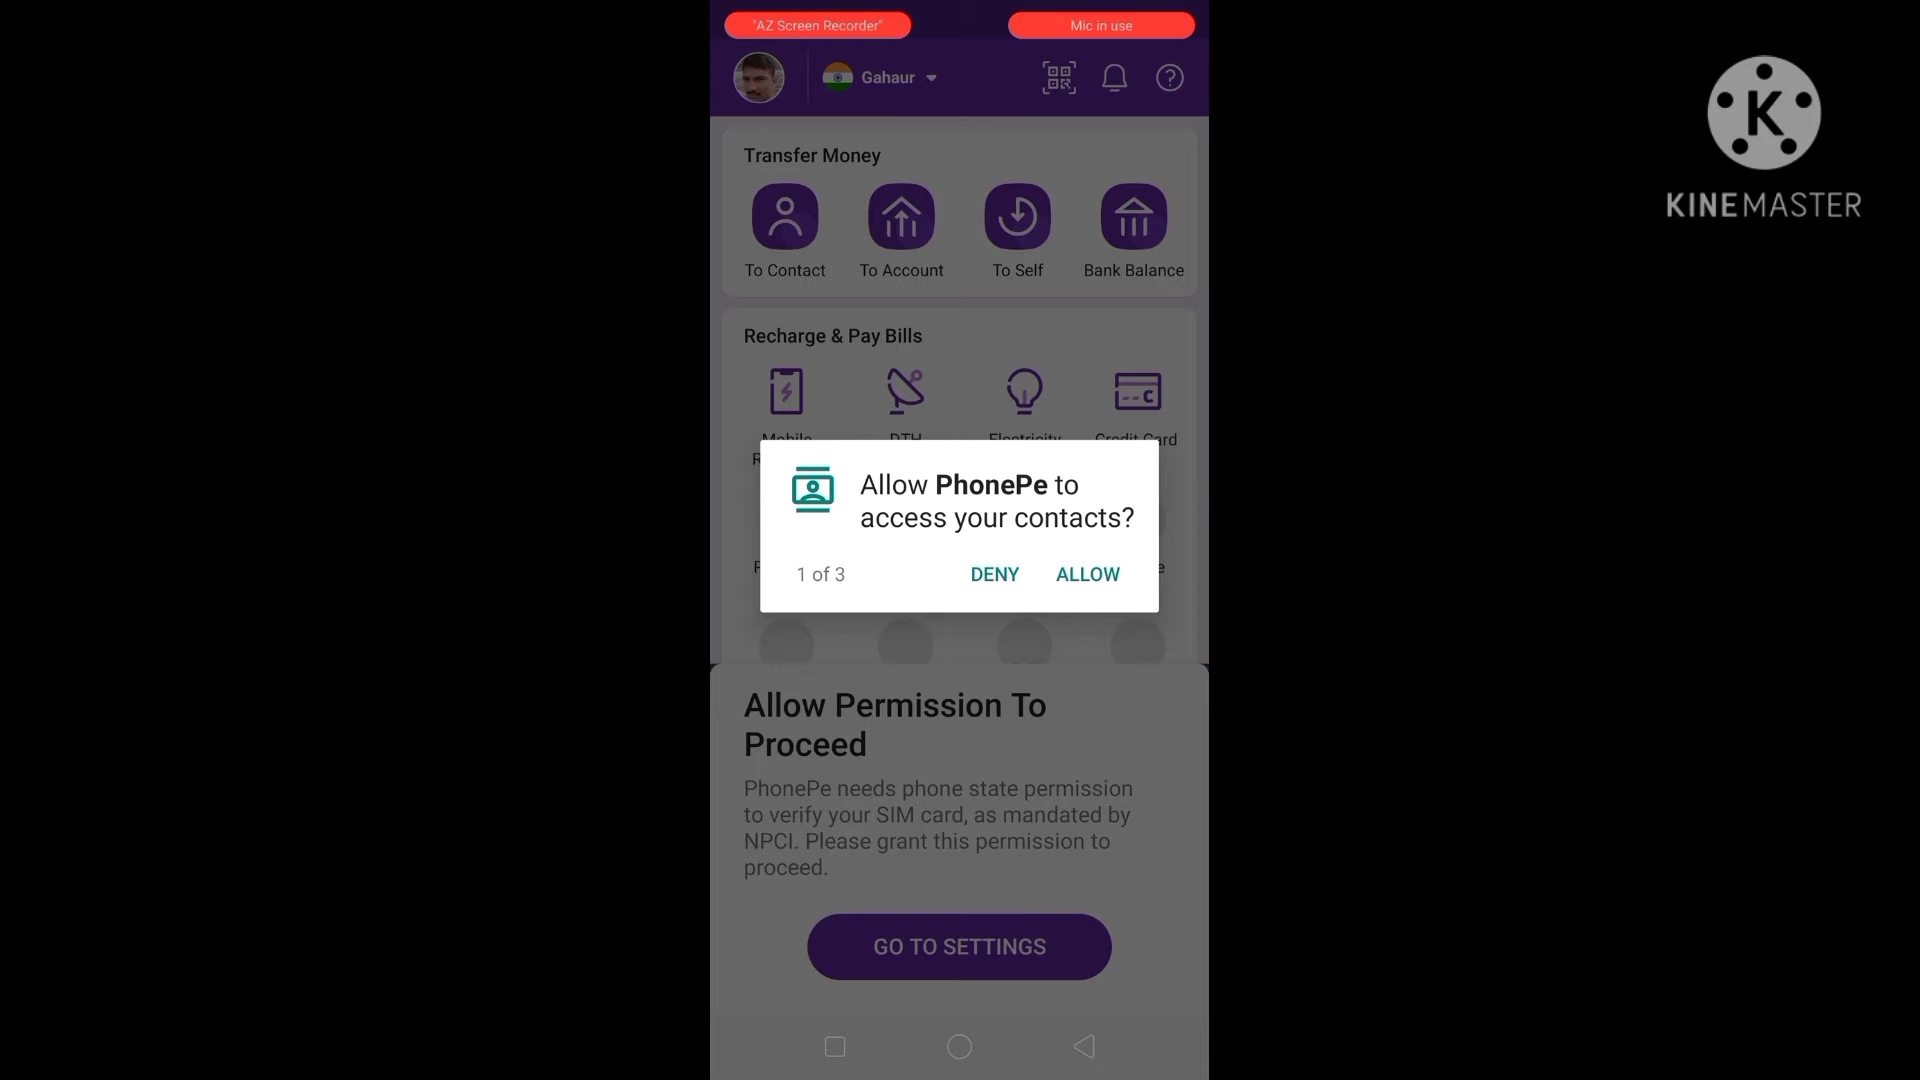 "AZ Screen Recorder"
Mic in use
Gahaur
KINEMASTER
Transfer Money
To Contact
To Account
To Self
Bank Balance
Recharge & Pay Bills
Mobile
DTH
Electricity
Credit Card
Allow PhonePe to
access your contacts?
1 of 3
DENY
ALLOW
Allow Permission To
Proceed
PhonePe needs phone state permission
to verify your SIM card, as mandated by
NPCI. Please grant this permission to
proceed.
GO TO SETTINGS